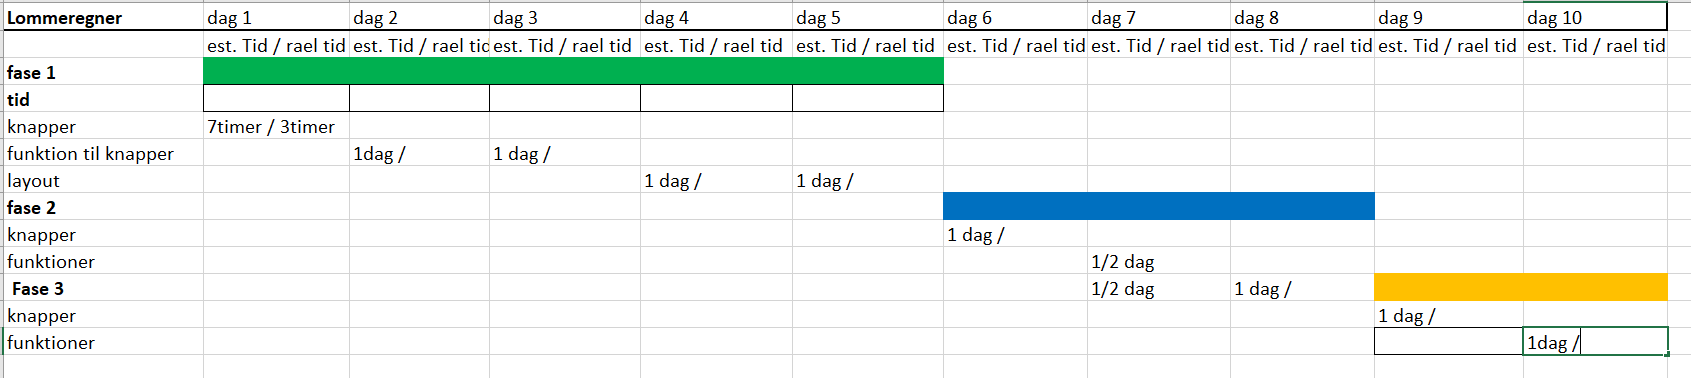 Lommeregner dag 1 dag 2 dag 3 dag 4 dag 5 dag 6 dag 7 dag 8 dag 9 dag 10
est. Tid / rael tid est. Tid / rael tid est. Tid / rael tid est. Tid / rael tid est. Tid / rael tid est. Tid / rael tid est. Tid / rael tid est. Tid / rael tid est. Tid / rael tid est. Tid / rael tid
fase 1
tid
knapper 7timer / 3timer
funktion til knapper 1dag / 1 dag /
layout 1 dag / 1 dag /
fase 2
knapper 1 dag /
funktioner 1/2 dag
Fase 3 1/2 dag 1 dag /
knapper 1 dag /
funktioner 1dag /